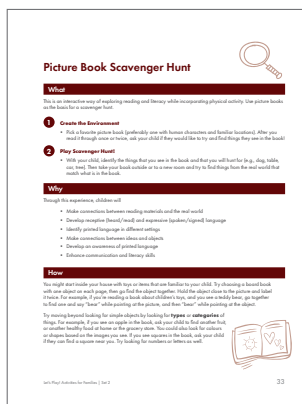 Picture Book Scavenger Hunt
What
This is an interactive way of exploring reading and literacy while incorporating physical activity. Use picture books
as the basis for a scavenger hunt.
1 Create the Environment
• Pick a favorite picture book (preferably one with human characters and familiar locations). After you
read it through once or twice, ask your child if they would like to try and find things they see in the book!
2 Play Scavenger Hunt!
• With your child, identify the things that you see in the book and that you will hunt for (e.g., dog, table,
car, tree). Then take your book outside or to a new room and try to find things from the real world that
match what is in the book.
Why
Through this experience, children will
• Make connections between reading materials and the real world
• Develop receptive (heard/read) and expressive (spoken/signed) language
• Identify printed language in different settings
• Make connections between ideas and objects
• Develop an awareness of printed language
• Enhance communication and literacy skills
How
You might start inside your house with toys or items that are familiar to your child. Try choosing a board book
with one object on each page, then go find the object together. Hold the object close to the picture and label
it twice. For example, if you're reading a book about children's toys, and you see a teddy bear, go together
to find one and say "bear" while pointing at the picture, and then "bear" while pointing at the object.
Try moving beyond looking for simple objects by looking for types or categories of
things. For example, if you see an apple in the book, ask your child to find another fruit,
or another healthy food at home or the grocery store. You could also look for colours
or shapes based on the images you see. If you see squares in the book, ask your child
if they can find a square near you. Try looking for numbers or letters as well.
Let's Play! Activities for Families | Set 2
33